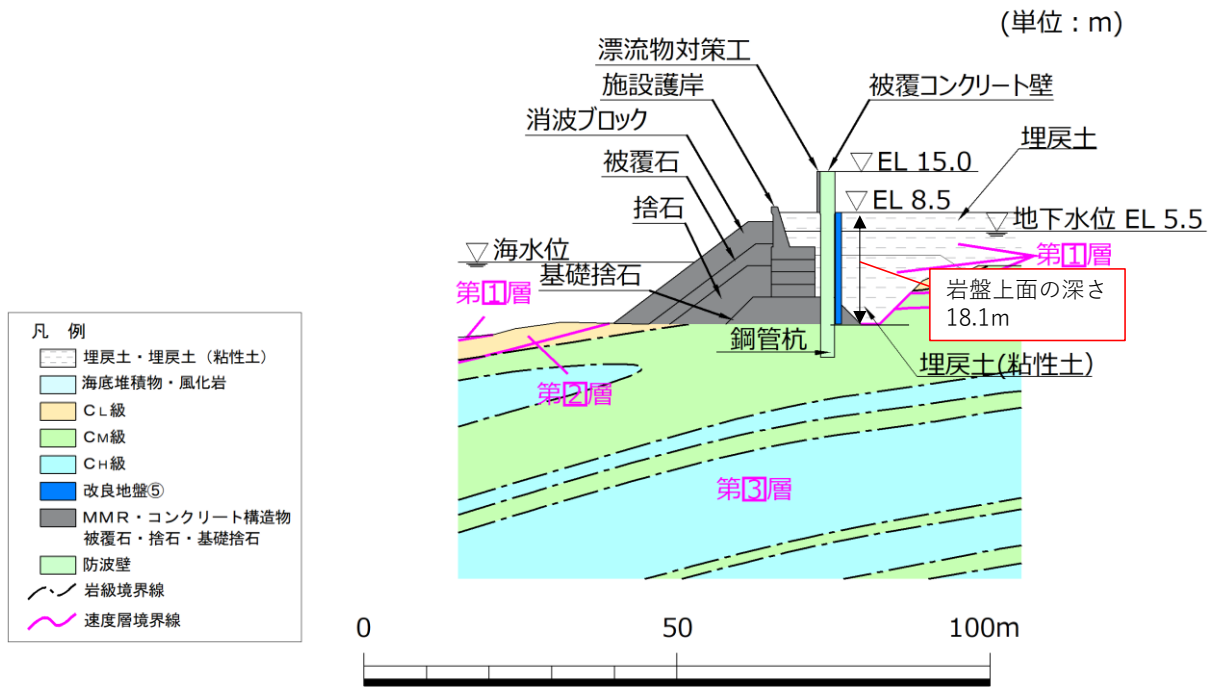 (単位：m)
漂流物対策工
施設護岸
被覆コンクリート壁
消波ブロック
埋戻土
被覆石
▽ EL 15.0
捨石
▽ EL 8.5
▽ 地下水位 EL 5.5
▽ 海水位
第1層
基礎捨石
第1層
岩盤上面の深さ
18.1m
鋼管杭
埋戻土(粘性土)
第2層
第3層
凡 例
埋戻土・埋戻土（粘性土）
海底堆積物・風化岩
CL級
CM級
CH級
改良地盤⑤
MMR・コンクリート構造物
被覆石・捨石・基礎捨石
防波壁
岩級境界線
速度層境界線
0 50 100m